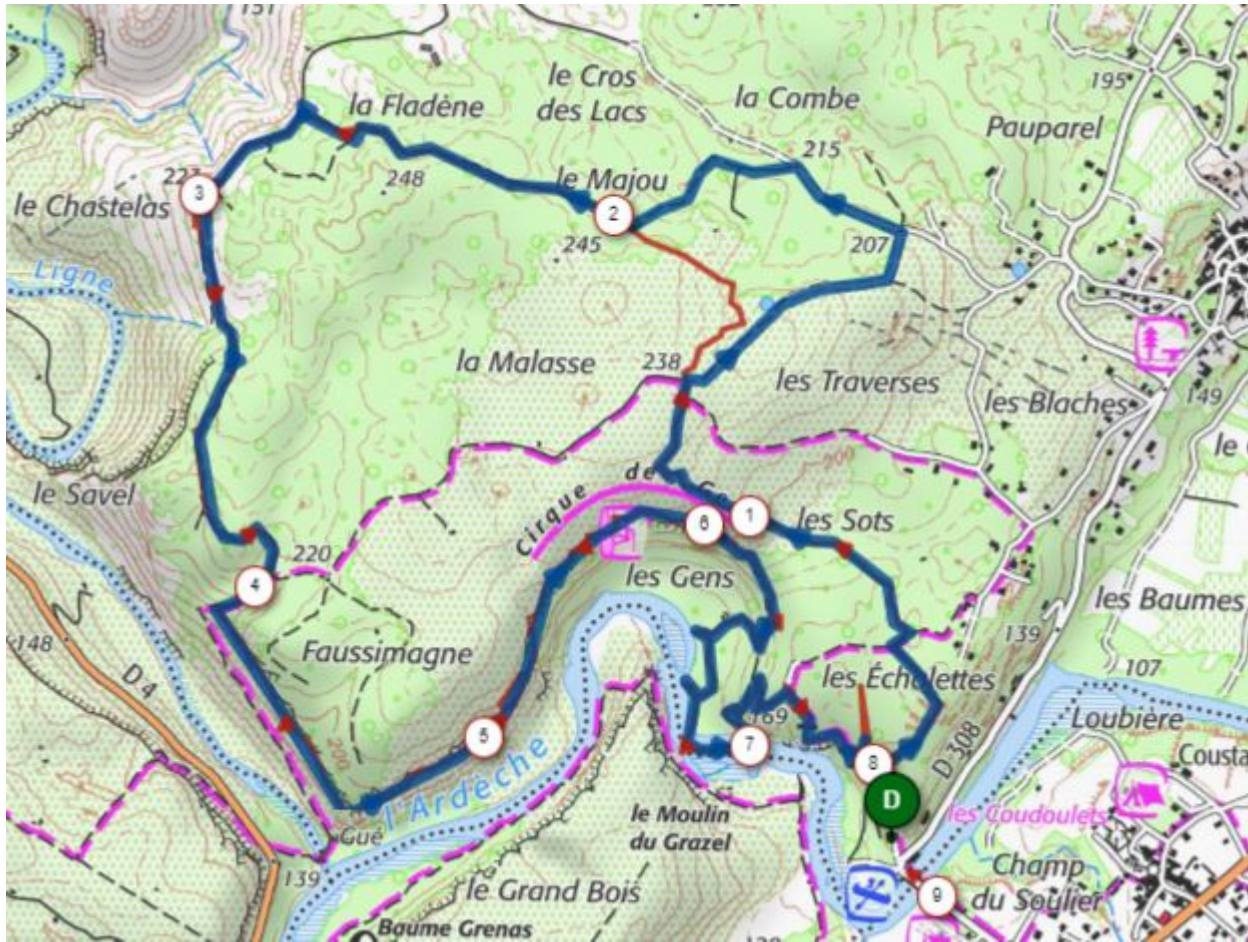 151
la Fladène
le Cros
des Lacs
la Combe
195
Pauparel
215
3
le Chastelas
248
le Majou
2
245
207
Ligne
la Malasse
238
les Traverses
les Blaches
149
le Savel
Cirque de
1
les Sots
6
les Gens
220
4
les Baumes
139
107
148
D 4
Faussimagne
les Échelettes
169
Loubière
5
7
8
D 308
Cousta
D
l'Ardèche
Gué
le Moulin
du Grazel
les Coudoulets
Champ
du Soulier
9
139
le Grand Bois
Baume Grenas